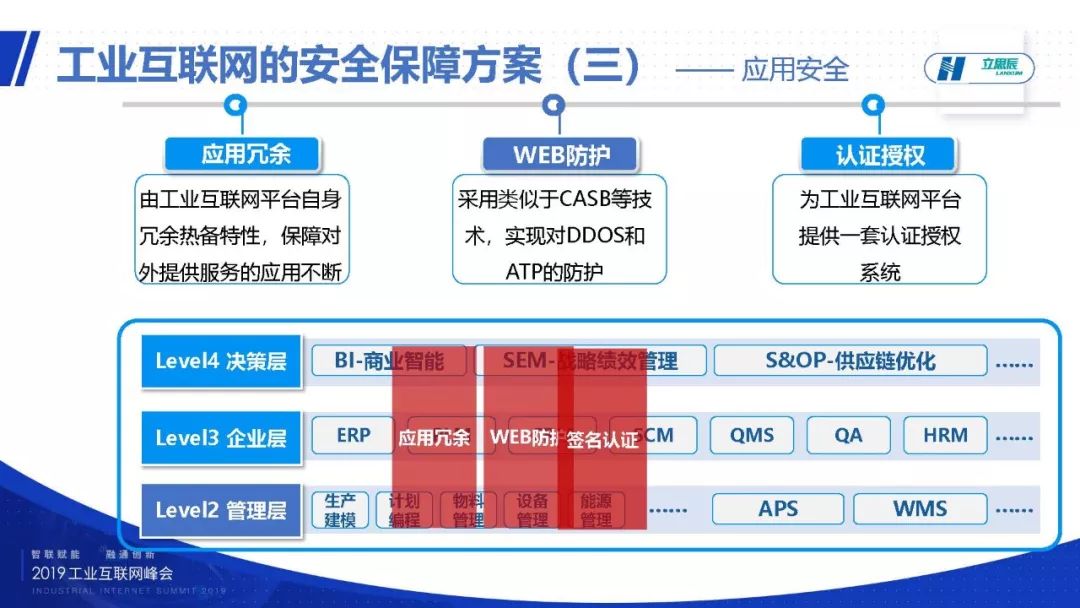 工业互联网的安全保障方案（三）
—— 应用安全
立思辰
LANXUM
应用冗余
由工业互联网平台自身
冗余热备特性，保障对
外提供服务的应用不断
WEB防护
采用类似于CASB等技
术，实现对DDOS和
ATP的防护
认证授权
为工业互联网平台
提供一套认证授权
系统
Level4 决策层
BI-商业智能
SEM-战略绩效管理
S&OP-供应链优化
……
Level3 企业层
ERP
应用冗余
WEB防护
签名认证
SCM
QMS
QA
HRM
……
Level2 管理层
生产
建模
计划
编程
物料
管理
设备
管理
能源
管理
……
APS
WMS
……
智联赋能 融通创新
2019工业互联网峰会
INDUSTRIAL INTERNET SUMMIT 2019